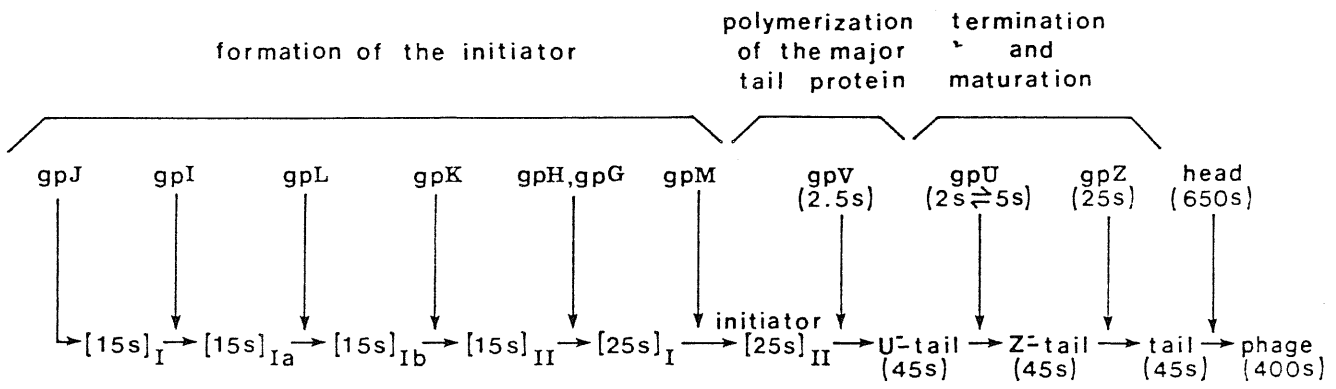 polymerization termination
formation of the initiator of the major and
tail protein maturation
gpJ gpI gpL gpK gpH,gpG gpM gpV gpU gpZ head
(2.5s) (2s⇌5s) (25s) (650s)
initiator
[15s]I [15s]Ia [15s]Ib [15s]II [25s]I [25s]II U⁻tail Z⁻tail tail phage
(45s) (45s) (45s) (400s)